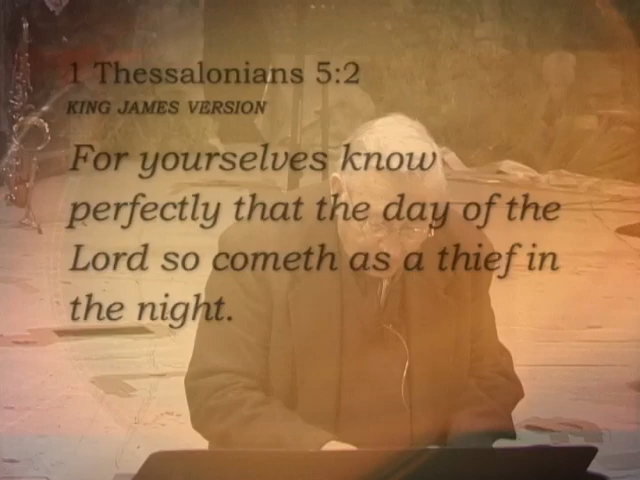 1 Thessalonians 5:2
KING JAMES VERSION
For yourselves know
perfectly that the day of the
Lord so cometh as a thief in
the night.